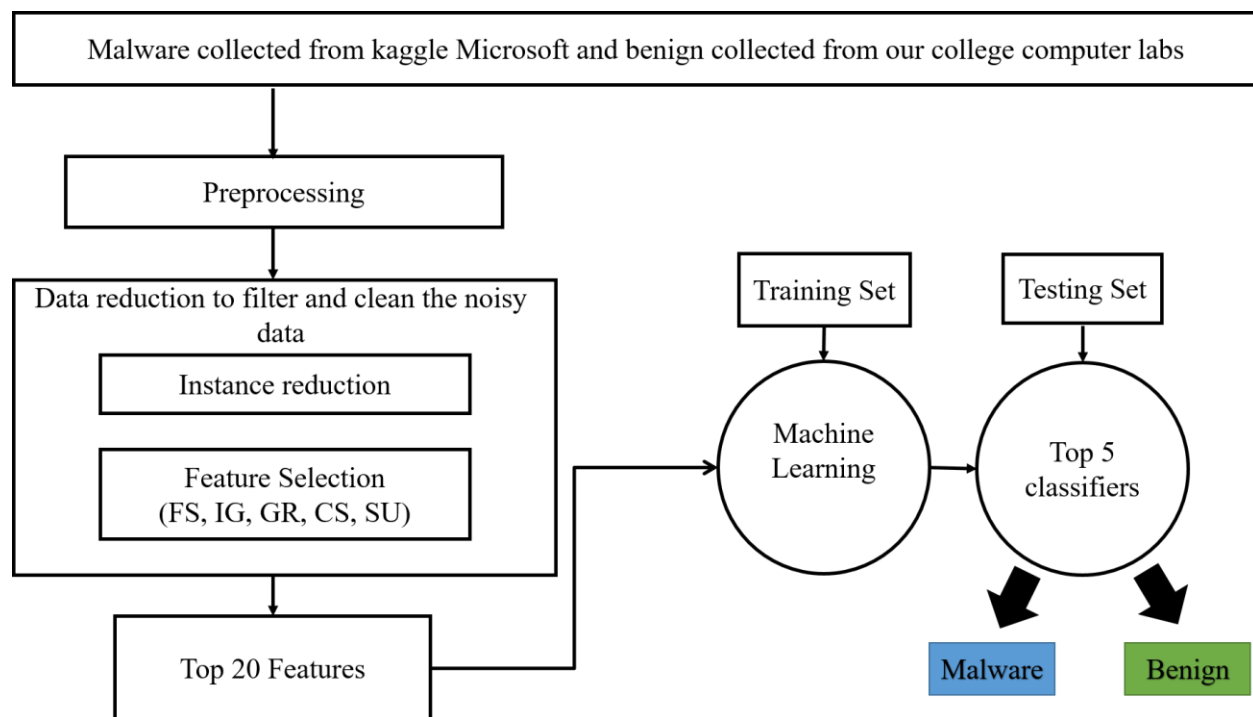 Malware collected from kaggle Microsoft and benign collected from our college computer labs
Preprocessing
Data reduction to filter and clean the noisy
data
Instance reduction
Feature Selection
(FS, IG, GR, CS, SU)
Top 20 Features
Training Set
Testing Set
Machine
Learning
Top 5
classifiers
Malware
Benign